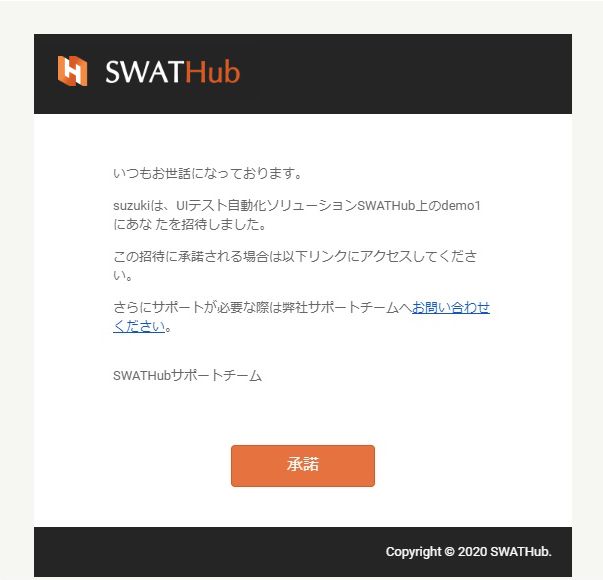 SWATHub
いつもお世話になっております。
suzukiは、UIテスト自動化ソリューションSWATHub上のdemo1
にあな たを招待しました。
この招待に承諾される場合は以下リンクにアクセスしてくださ
い。
さらにサポートが必要な際は弊社サポートチームへお問い合わせ
ください。
SWATHubサポートチーム
承諾
Copyright © 2020 SWATHub.